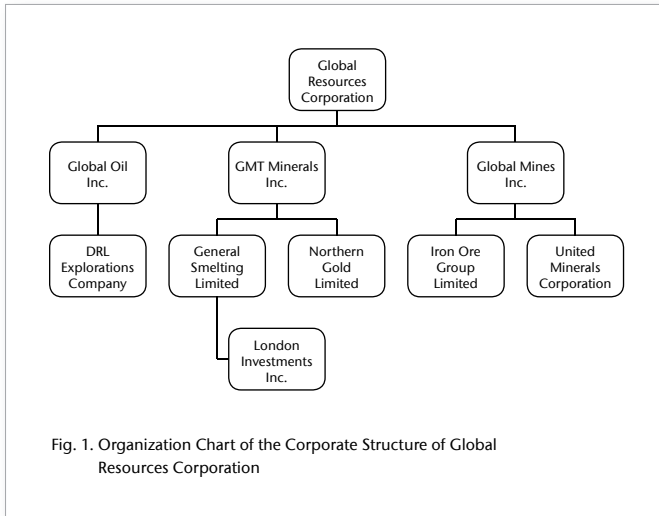 Global
Resources
Corporation
Global Oil
Inc.
GMT Minerals
Inc.
Global Mines
Inc.
DRL
Explorations
Company
General
Smelting
Limited
Northern
Gold
Limited
Iron Ore
Group
Limited
United
Minerals
Corporation
London
Investments
Inc.
Fig. 1. Organization Chart of the Corporate Structure of Global
Resources Corporation